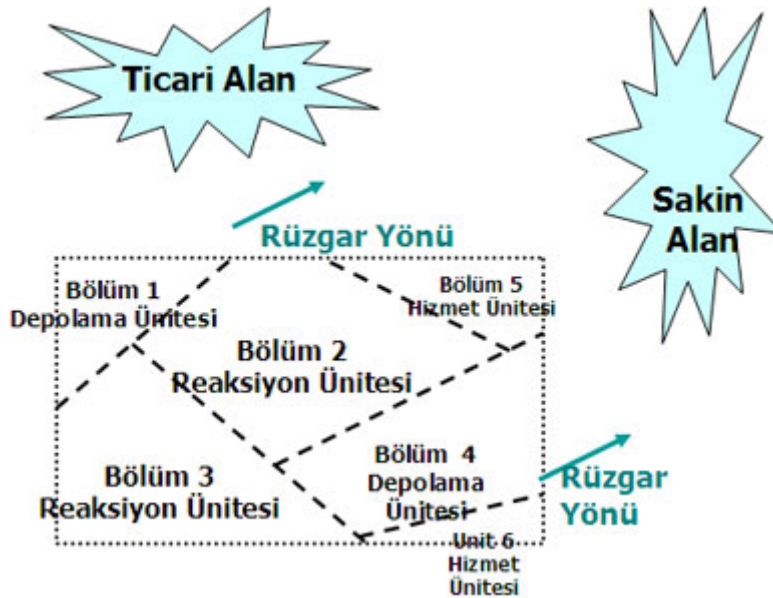 Ticari Alan
Sakin
Alan
Rüzgar Yönü
Bölüm 1
Depolama Ünitesi
Bölüm 5
Hizmet Ünitesi
Bölüm 2
Reaksiyon Ünitesi
Bölüm 3
Reaksiyon Ünitesi
Bölüm 4
Depolama
Ünitesi
Rüzgar
Yönü
Unit 6
Hizmet
Ünitesi